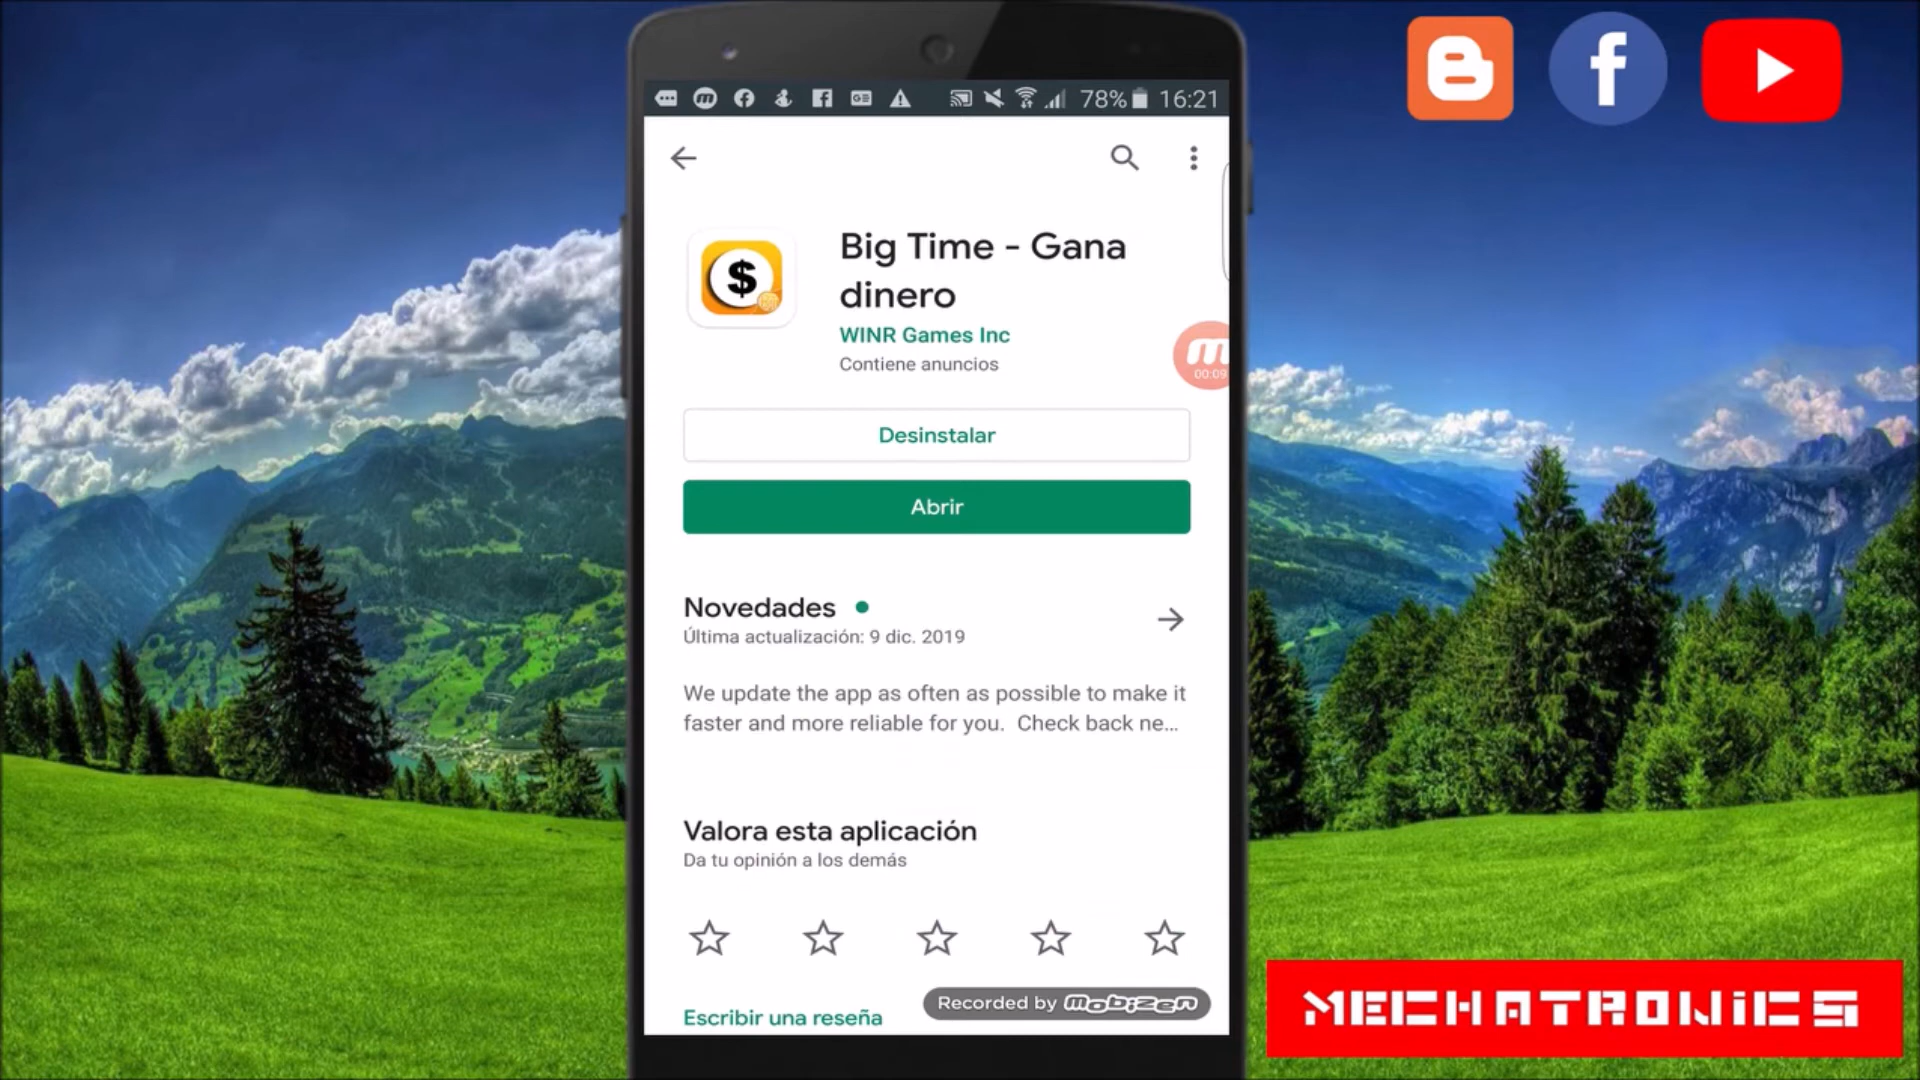 78% 16:21
Big Time - Gana
dinero
WINR Games Inc
Contiene anuncios
00:09
Desinstalar
Abrir
Novedades
Última actualización: 9 dic. 2019
We update the app as often as possible to make it
faster and more reliable for you. Check back ne...
Valora esta aplicación
Da tu opinión a los demás
Escribir una reseña
Recorded by mobizen
MECHATRONICS